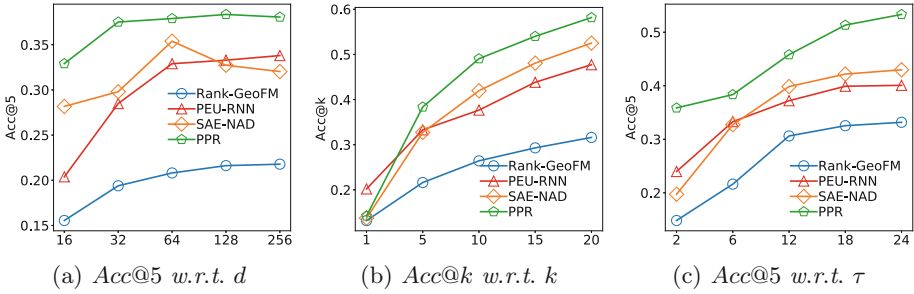 Acc@5
0.35
0.30
0.25
0.20
0.15
Rank-GeoFM
PEU-RNN
SAE-NAD
PPR
16 32 64 128 256
(a) Acc@5 w.r.t. d
Acc@k
0.6
0.5
0.4
0.3
0.2
Rank-GeoFM
PEU-RNN
SAE-NAD
PPR
1 5 10 15 20
(b) Acc@k w.r.t. k
Acc@5
0.5
0.4
0.3
0.2
Rank-GeoFM
PEU-RNN
SAE-NAD
PPR
2 6 12 18 24
(c) Acc@5 w.r.t. τ